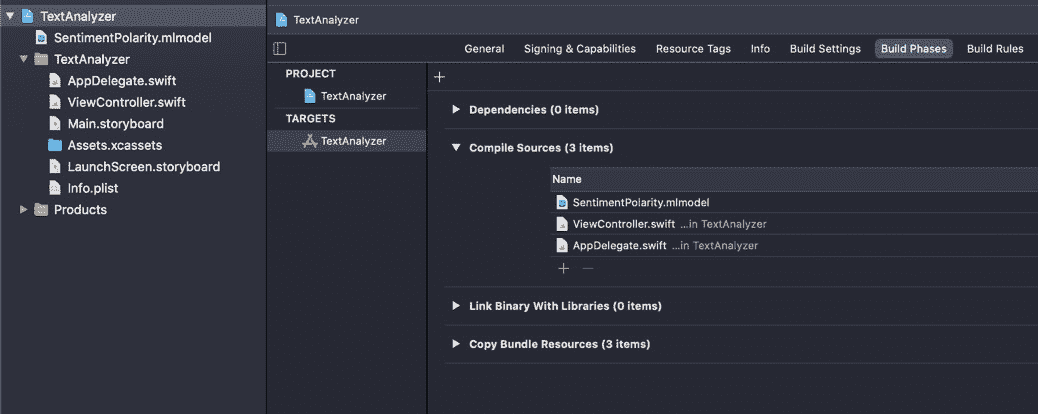 TextAnalyzer
SentimentPolarity.mlmodel
TextAnalyzer
AppDelegate.swift
ViewController.swift
Main.storyboard
Assets.xcassets
LaunchScreen.storyboard
Info.plist
Products
TextAnalyzer
General Signing & Capabilities Resource Tags Info Build Settings Build Phases Build Rules
PROJECT
TextAnalyzer
TARGETS
TextAnalyzer
+
Dependencies (0 items)
Compile Sources (3 items)
Name
SentimentPolarity.mlmodel
ViewController.swift ...in TextAnalyzer
AppDelegate.swift ...in TextAnalyzer
+ −
Link Binary With Libraries (0 items)
Copy Bundle Resources (3 items)